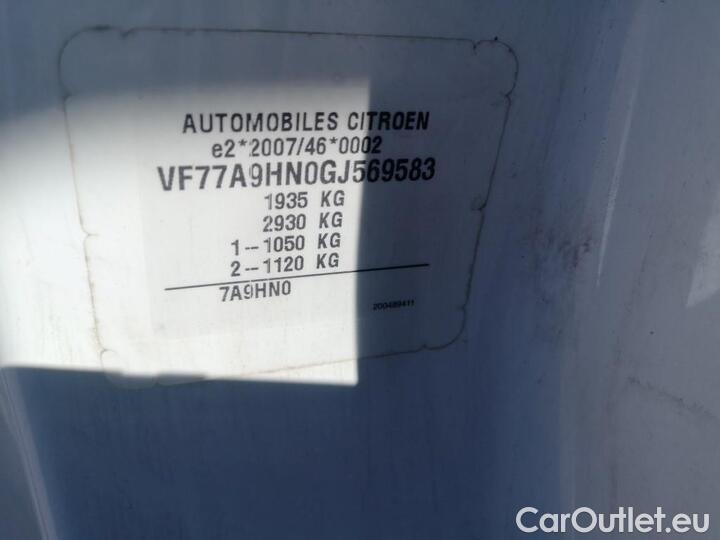 AUTOMOBILES CITROEN
e2*2007/46*0002
VF77A9HN0GJ569583
1935 KG
2930 KG
1--1050 KG
2--1120 KG
7A9HN0
200489411
CarOutlet.eu